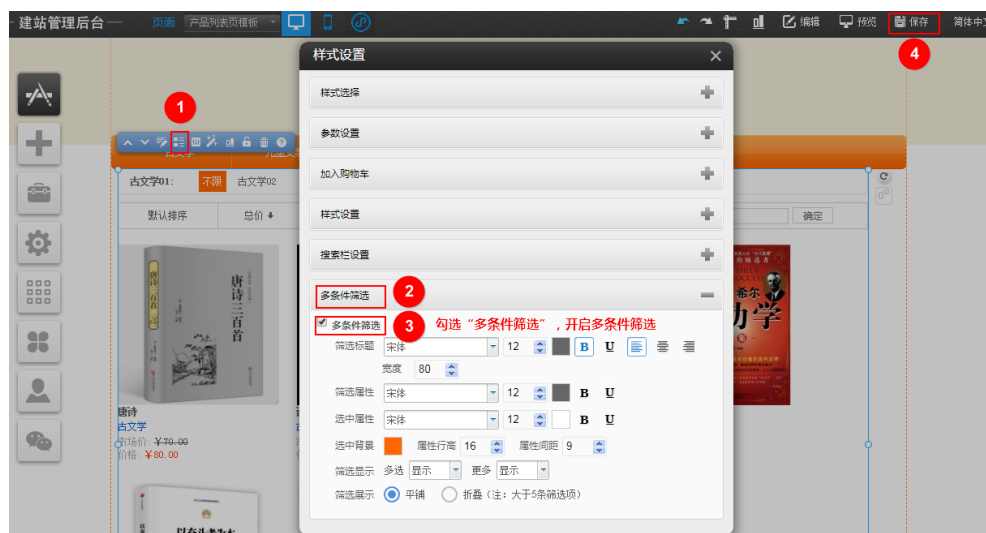 建站管理后台
页面 产品列表页模板
编辑 预览 保存
4
样式设置
样式选择
参数设置
加入购物车
样式设置
搜索栏设置
多条件筛选
2
多条件筛选
3
勾选“多条件筛选”,开启多条件筛选
筛选标题 宋体 12 B U
宽度 80
筛选属性 宋体 12 B U
选中属性 宋体 12 B U
选中背景 属性行高 16 属性间距 9
筛选显示 多选 显示 更多 显示
筛选展示 平铺 折叠(注:大于5条筛选项)
1
古文学01: 不限 古文学02
默认排序 总价
确定
唐诗三百首
唐诗
古文学
市场价: ¥70.00
价格: ¥80.00